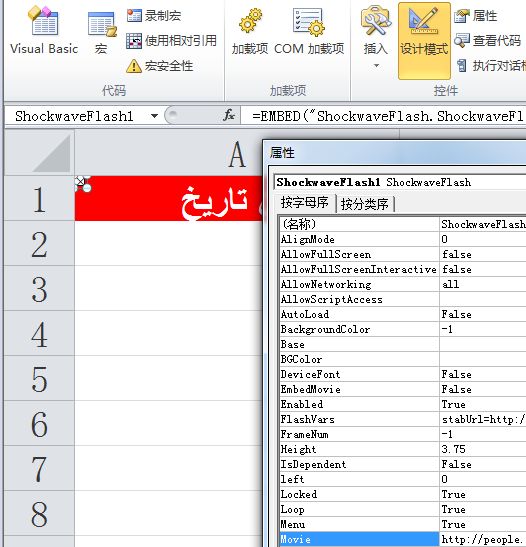 录制宏
使用相对引用
宏安全性
Visual Basic
宏
代码
加载项
COM 加载项
加载项
插入
设计模式
属性
查看代码
执行对话框
控件
ShockwaveFlash1
fx
=EMBED("ShockwaveFlash.ShockwaveFl
A
属性
ShockwaveFlash1 ShockwaveFlash
按字母序
按分类序
1
تاريخ
2
3
4
5
6
7
8
(名称) ShockwaveFlash
AlignMode 0
AllowFullScreen false
AllowFullScreenInteractive false
AllowNetworking all
AllowScriptAccess
AutoLoad False
BackgroundColor -1
Base
BGColor
DeviceFont False
EmbedMovie False
Enabled True
FlashVars stabUrl=http:/
FrameNum -1
Height 3.75
IsDependent False
left 0
Locked True
Loop True
Menu True
Movie http://people.